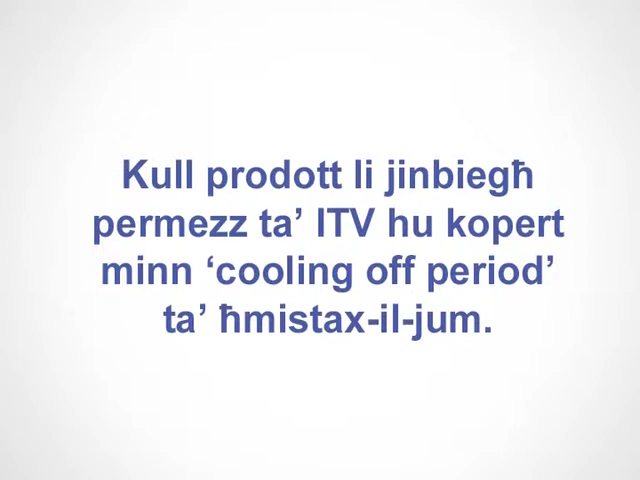 Kull prodott li jinbiegħ
permezz ta’ ITV hu kopert
minn ‘cooling off period’
ta’ ħmistax-il-jum.